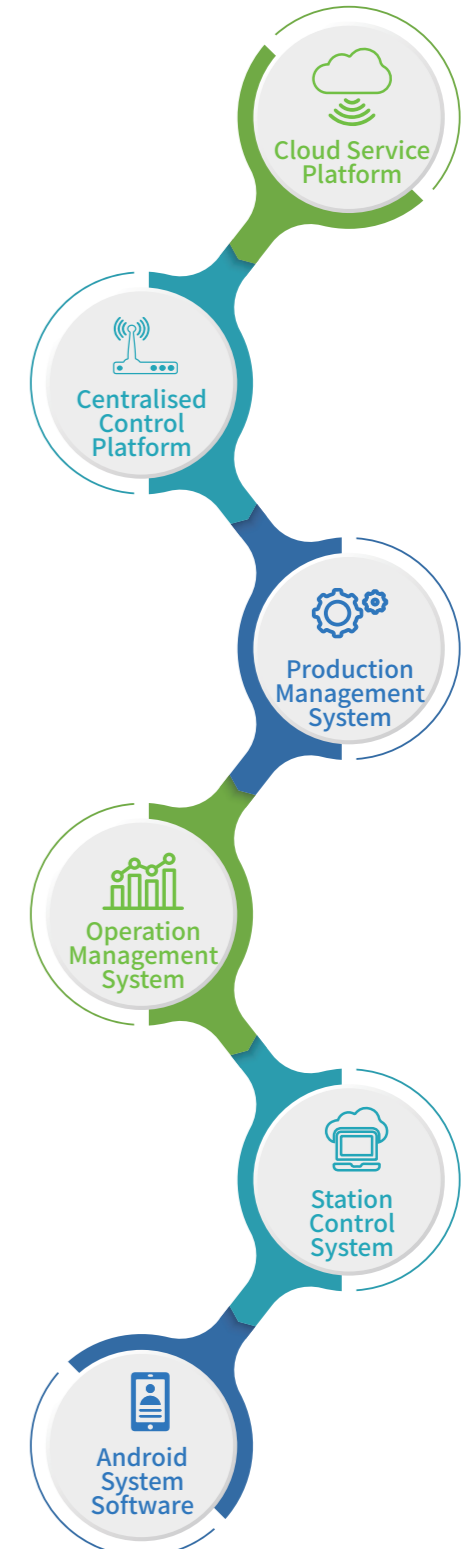 Cloud Service
Platform
Centralised
Control
Platform
Production
Management
System
Operation
Management
System
Station
Control
System
Android
System
Software